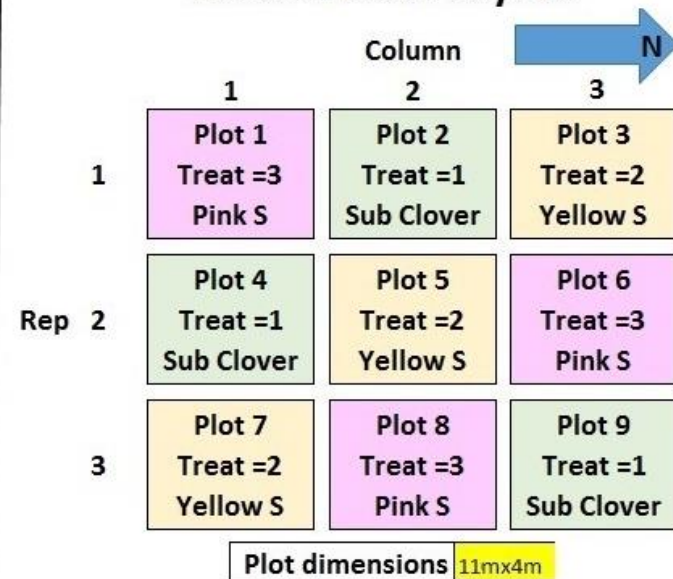 N
Column
1 2 3
Plot 1 Plot 2 Plot 3
1 Treat =3 Treat =1 Treat =2
Pink S Sub Clover Yellow S
Plot 4 Plot 5 Plot 6
Rep 2 Treat =1 Treat =2 Treat =3
Sub Clover Yellow S Pink S
Plot 7 Plot 8 Plot 9
3 Treat =2 Treat =3 Treat =1
Yellow S Pink S Sub Clover
Plot dimensions 11mx4m